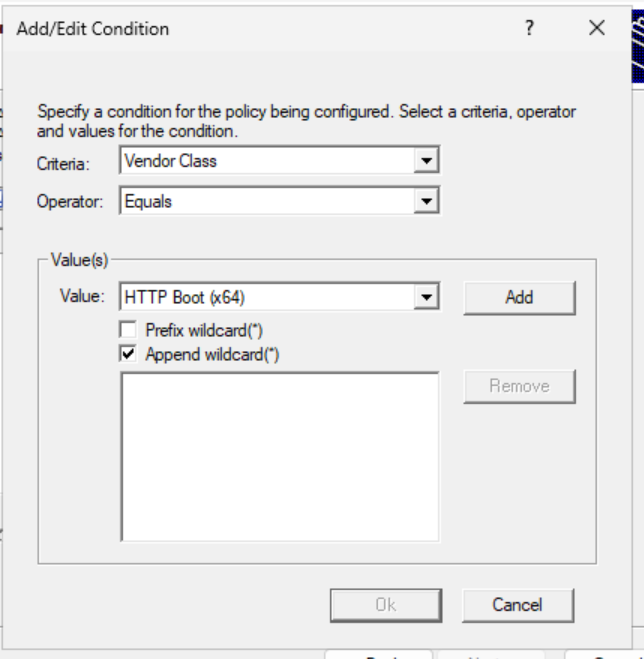 Add/Edit Condition
?
Specify a condition for the policy being configured. Select a criteria, operator
and values for the condition.
Criteria: Vendor Class
Operator: Equals
Value(s)
Value: HTTP Boot (x64) Add
Prefix wildcard(*)
Append wildcard(*)
Remove
Ok Cancel